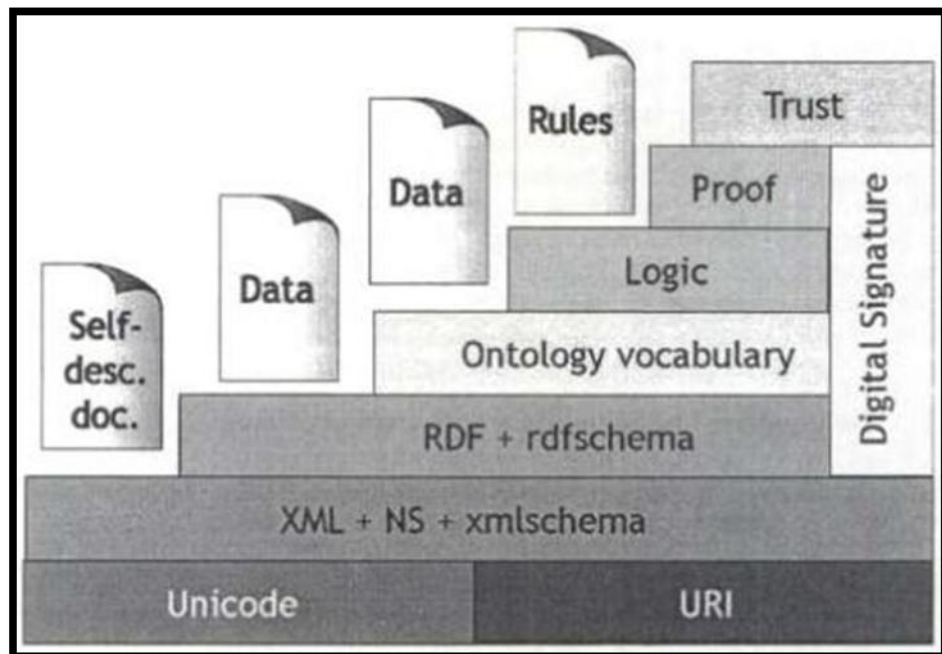 Rules
Trust
Data
Proof
Data
Logic
Digital Signature
Self-
desc.
doc.
Ontology vocabulary
RDF + rdfschema
XML + NS + xmlschema
Unicode
URI